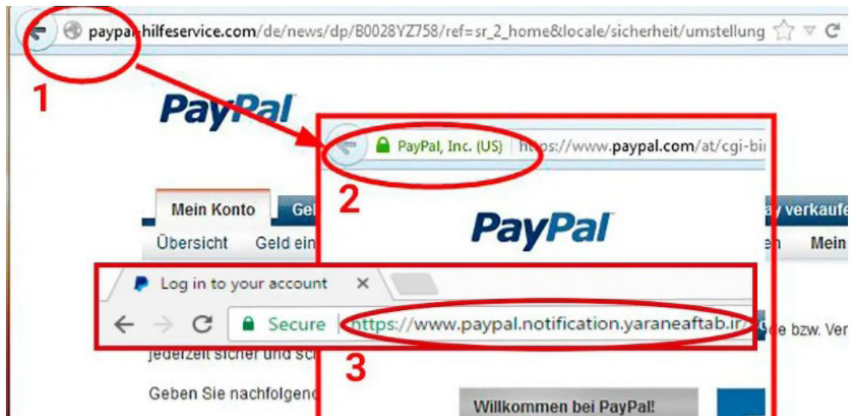 paypal-hilfeservice.com/de/news/dp/B0028YZ758/ref=sr_2_home&locale/sicherheit/umstellung
1
PayPal
PayPal, Inc. (US) https://www.paypal.com/at/cgi-bin
2
Mein Konto
PayPal
Übersicht Geld ein Mein
Log in to your account
Secure https://www.paypal.notification.yaraneaftab.ir/
bzw. Ver
jederzeit sicher und
3
Geben Sie nachfolgend
Willkommen bei PayPal!